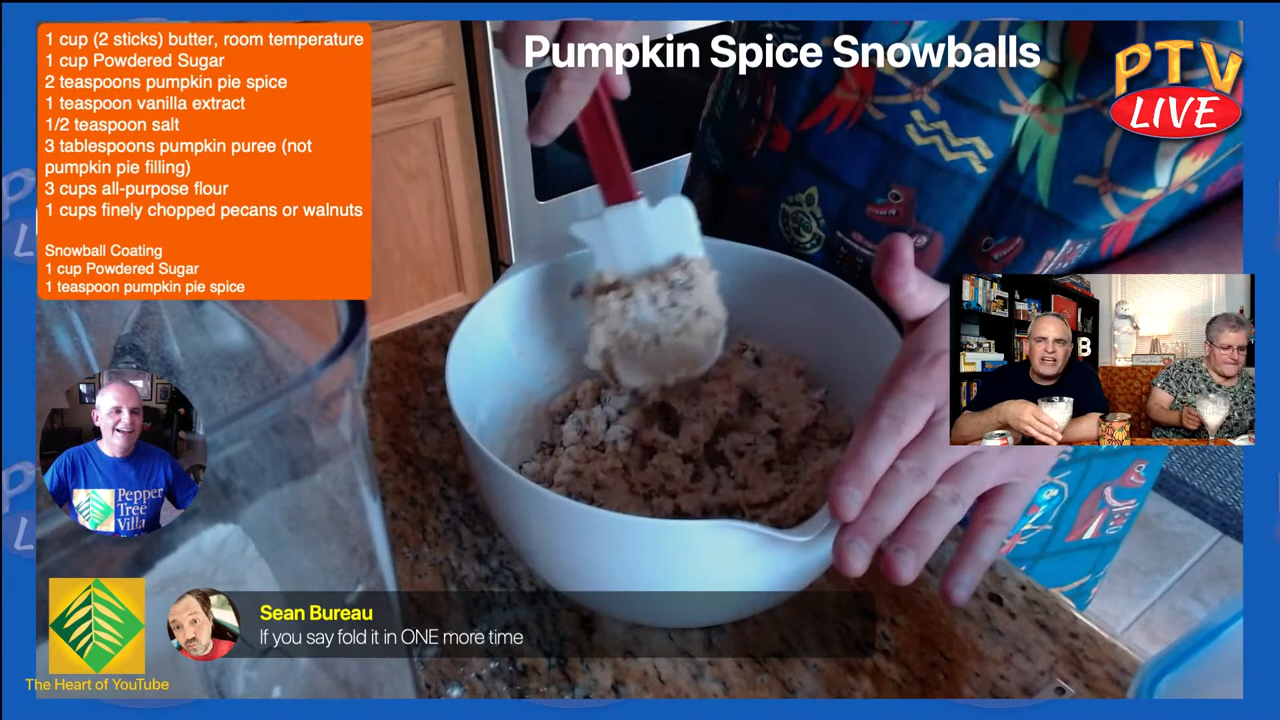 1 cup (2 sticks) butter, room temperature
1 cup Powdered Sugar
2 teaspoons pumpkin pie spice
1 teaspoon vanilla extract
1/2 teaspoon salt
3 tablespoons pumpkin puree (not
pumpkin pie filling)
3 cups all-purpose flour
1 cups finely chopped pecans or walnuts
Snowball Coating
1 cup Powdered Sugar
1 teaspoon pumpkin pie spice
Pumpkin Spice Snowballs
PTV
LIVE
B
Pepper
Tree
Villa
Sean Bureau
If you say fold it in ONE more time
The Heart of YouTube